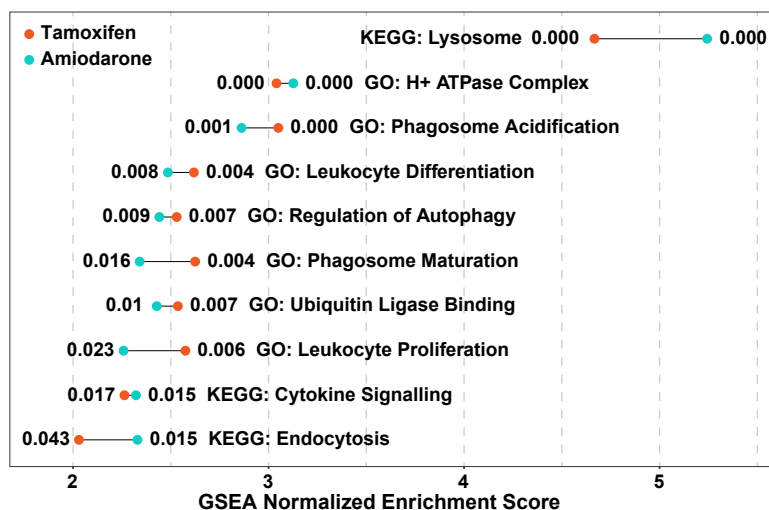 Tamoxifen
Amiodarone
KEGG: Lysosome 0.000 0.000
0.000 0.000 GO: H+ ATPase Complex
0.001 0.000 GO: Phagosome Acidification
0.008 0.004 GO: Leukocyte Differentiation
0.009 0.007 GO: Regulation of Autophagy
0.016 0.004 GO: Phagosome Maturation
0.01 0.007 GO: Ubiquitin Ligase Binding
0.023 0.006 GO: Leukocyte Proliferation
0.017 0.015 KEGG: Cytokine Signalling
0.043 0.015 KEGG: Endocytosis
2 3 4 5
GSEA Normalized Enrichment Score